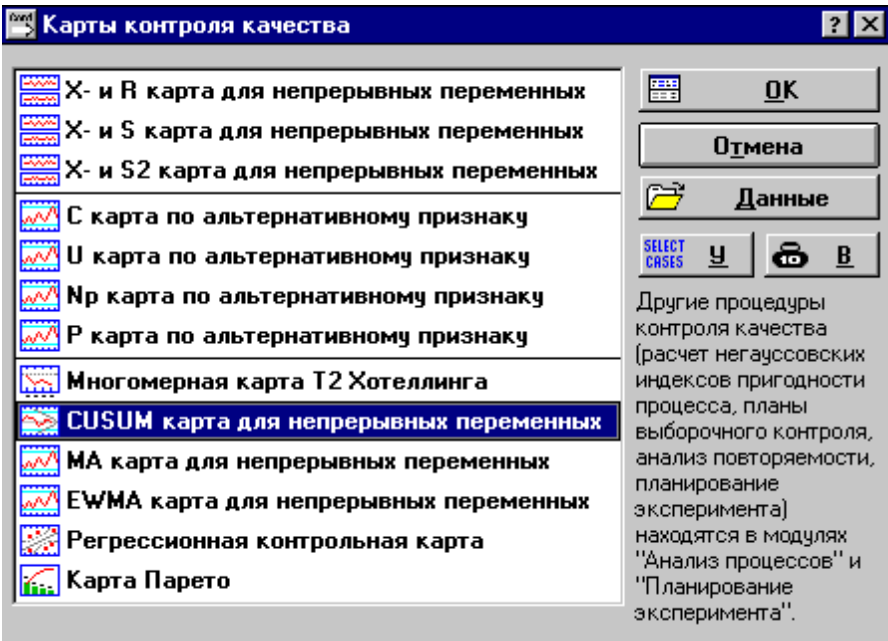 Карты контроля качества
X- и R карта для непрерывных переменных
X- и S карта для непрерывных переменных
X- и S2 карта для непрерывных переменных
C карта по альтернативному признаку
U карта по альтернативному признаку
Np карта по альтернативному признаку
P карта по альтернативному признаку
Многомерная карта T2 Хотеллинга
CUSUM карта для непрерывных переменных
MA карта для непрерывных переменных
EWMA карта для непрерывных переменных
Регрессионная контрольная карта
Карта Парето
OK
Отмена
Данные
SELECT
CASES
У
10
В
Другие процедуры
контроля качества
(расчет негауссовских
индексов пригодности
процесса, планы
выборочного контроля,
анализ повторяемости,
планирование
эксперимента)
находятся в модулях
"Анализ процессов" и
"Планирование
эксперимента".